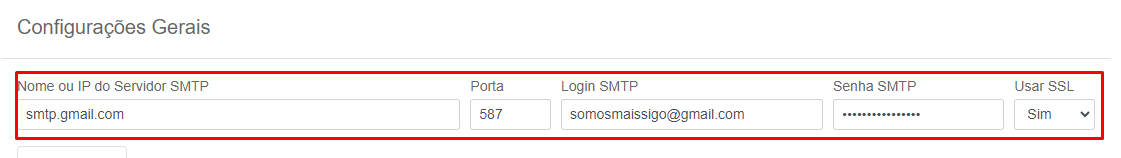 Configurações Gerais
Nome ou IP do Servidor SMTP Porta Login SMTP Senha SMTP Usar SSL
smtp.gmail.com 587 somosmaissigo@gmail.com •••••••••••••••• Sim